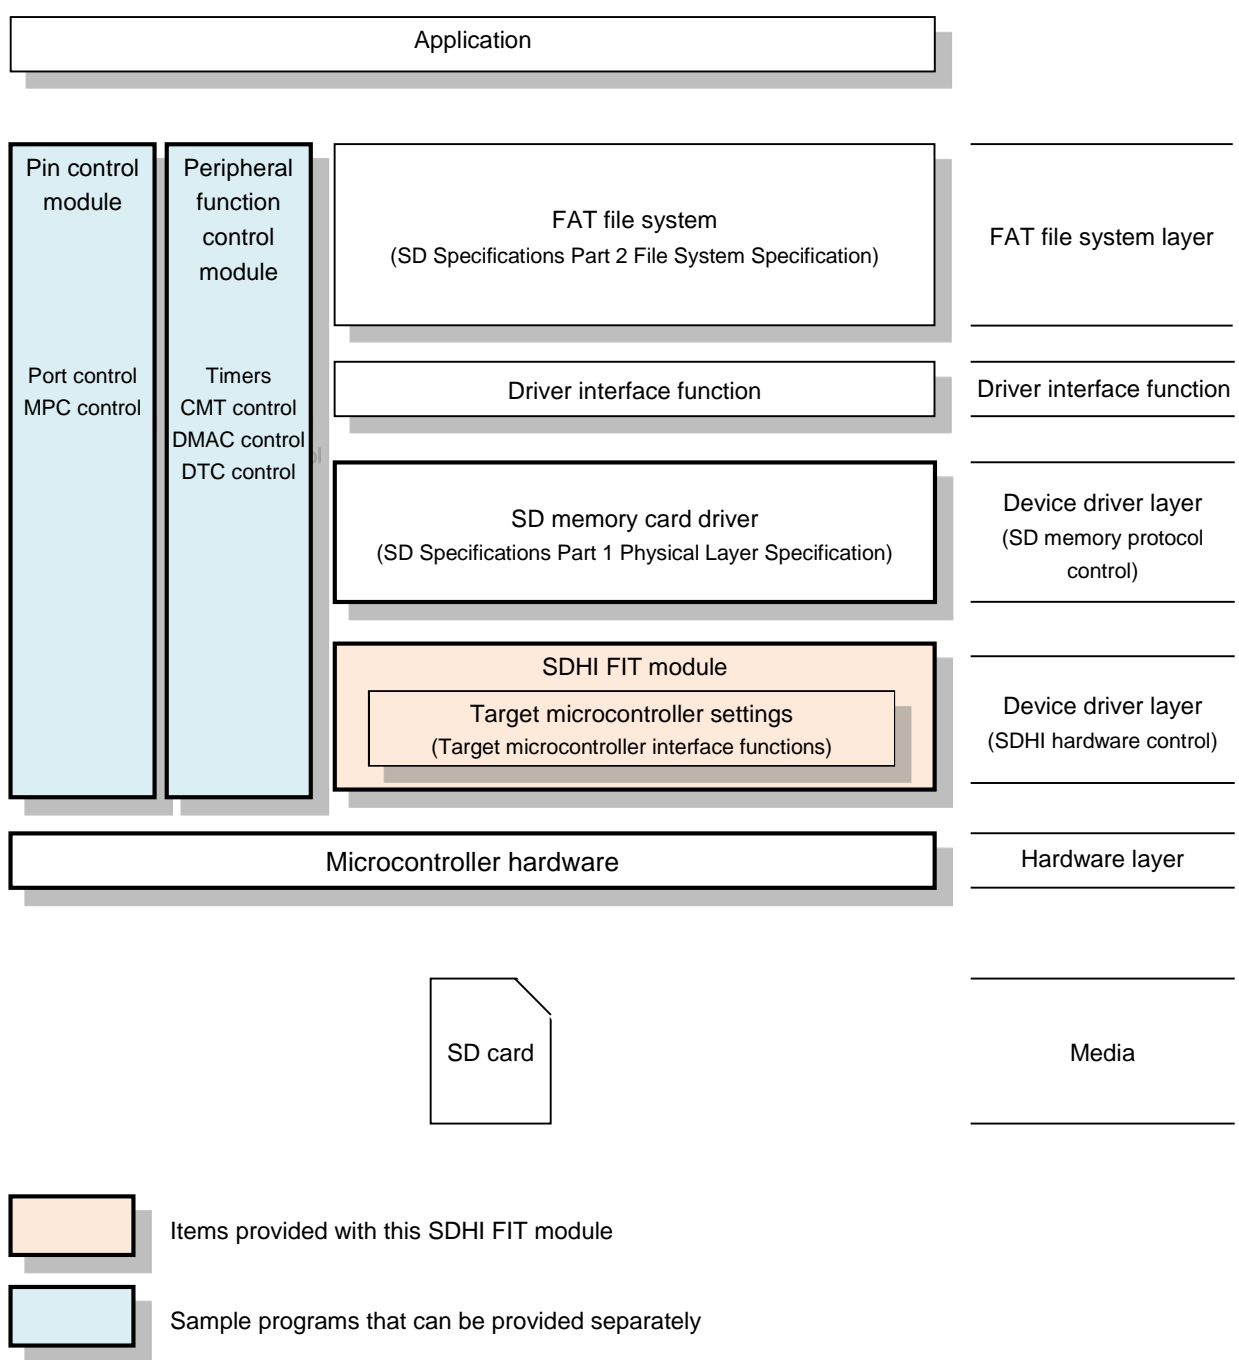 Application
Pin control
module
Port control
MPC control
Peripheral
function
control
module
Timers
CMT control
DMAC control
DTC control
FAT file system
(SD Specifications Part 2 File System Specification)
FAT file system layer
Driver interface function
Driver interface function
SD memory card driver
(SD Specifications Part 1 Physical Layer Specification)
Device driver layer
(SD memory protocol
control)
SDHI FIT module
Target microcontroller settings
(Target microcontroller interface functions)
Device driver layer
(SDHI hardware control)
Microcontroller hardware
Hardware layer
SD card
Media
Items provided with this SDHI FIT module
Sample programs that can be provided separately